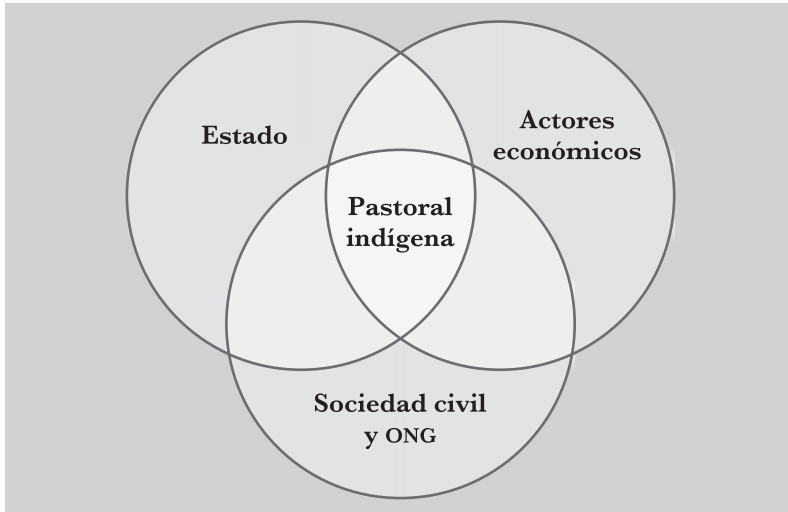 Estado
Actores
económicos
Pastoral
indígena
Sociedad civil
y ONG